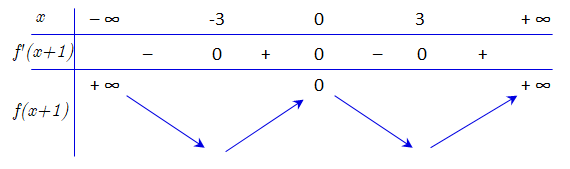 x − ∞ -3 0 3 + ∞
f'(x+1) − 0 + 0 − 0 +
+ ∞ 0 + ∞
f(x+1)